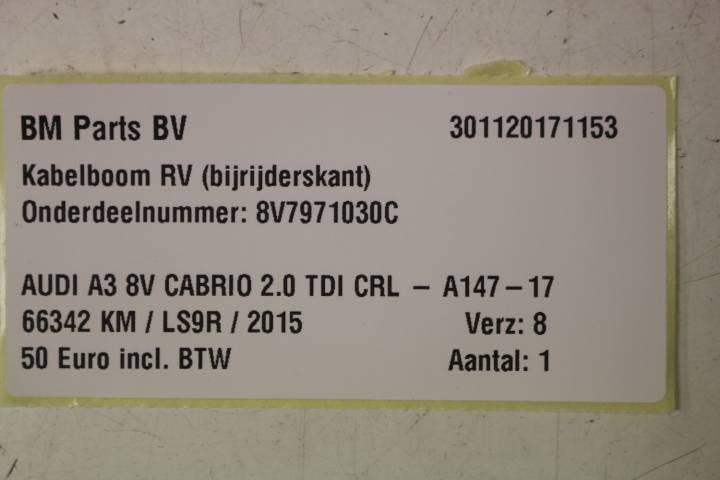 BM Parts BV 301120171153
Kabelboom RV (bijrijderskant)
Onderdeelnummer: 8V7971030C
AUDI A3 8V CABRIO 2.0 TDI CRL – A147–17
66342 KM / LS9R / 2015 Verz: 8
50 Euro incl. BTW Aantal: 1